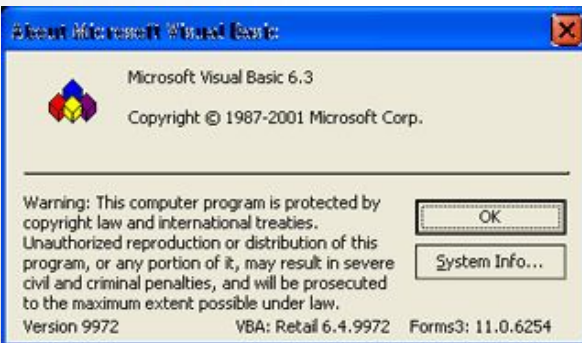 About Microsoft Visual Basic
Microsoft Visual Basic 6.3
Copyright © 1987-2001 Microsoft Corp.
Warning: This computer program is protected by
copyright law and international treaties.
Unauthorized reproduction or distribution of this
program, or any portion of it, may result in severe
civil and criminal penalties, and will be prosecuted
to the maximum extent possible under law.
OK
System Info...
Version 9972 VBA: Retail 6.4.9972 Forms3: 11.0.6254